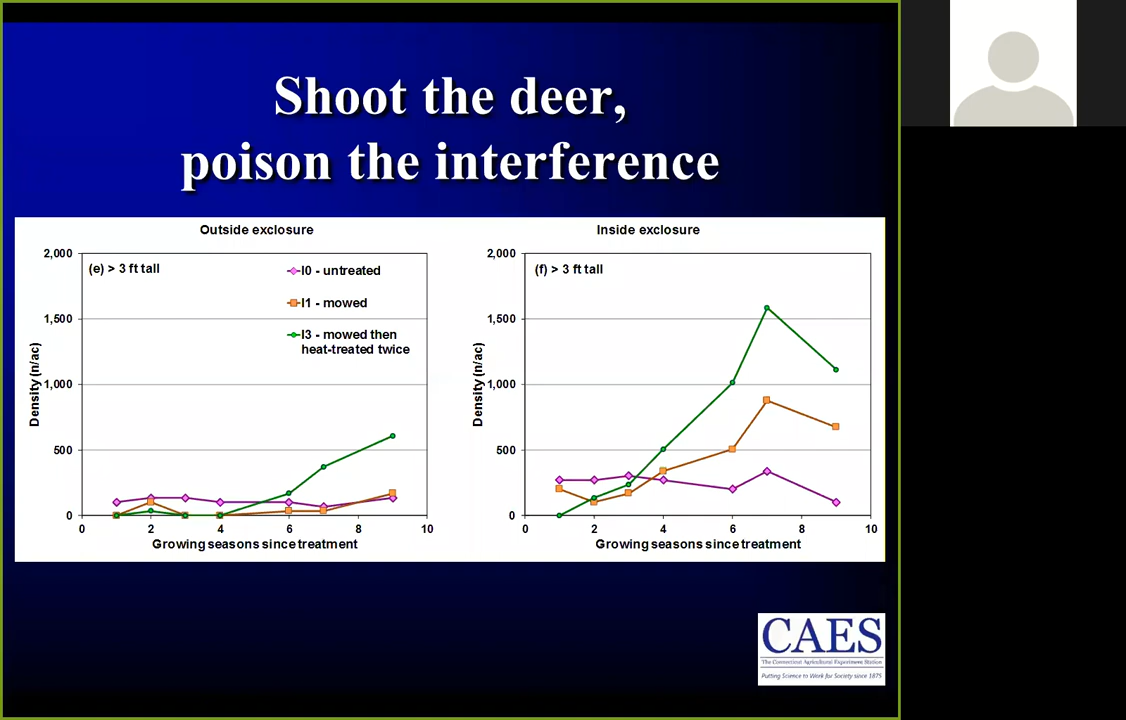 Shoot the deer,
poison the interference
Outside exclosure
2,000
1,500
1,000
500
0
Density (n/ac)
(e) > 3 ft tall
I0 - untreated
I1 - mowed
I3 - mowed then
heat-treated twice
0 2 4 6 8 10
Growing seasons since treatment
Inside exclosure
2,000
1,500
1,000
500
0
Density (n/ac)
(f) > 3 ft tall
0 2 4 6 8 10
Growing seasons since treatment
CAES
The Connecticut Agricultural Experiment Station
Putting Science to Work for Society since 1875